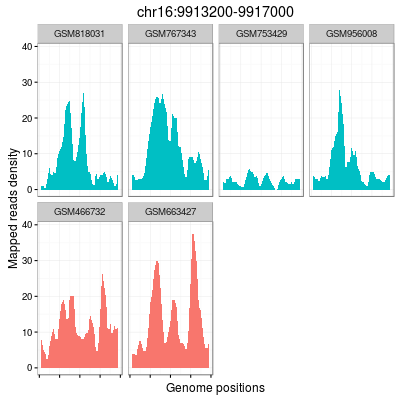 chr16:9913200-9917000
GSM818031 GSM767343 GSM753429 GSM956008
40
30
20
10
0
Mapped reads density
GSM466732 GSM663427
40
30
20
10
0
Genome positions